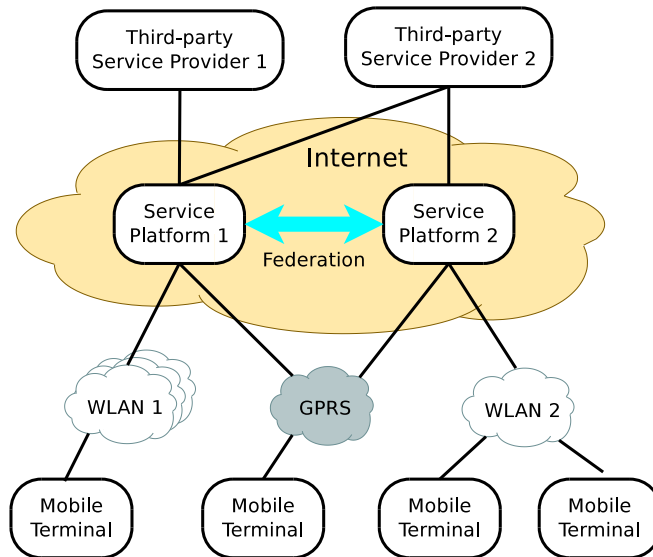 Third-party
Service Provider 1
Third-party
Service Provider 2
Internet
Service
Platform 1
Service
Platform 2
Federation
WLAN 1
GPRS
WLAN 2
Mobile
Terminal
Mobile
Terminal
Mobile
Terminal
Mobile
Terminal